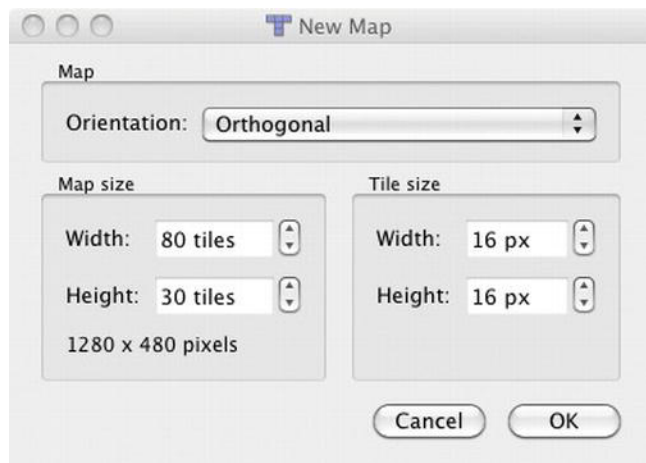 New Map
Map
Orientation: Orthogonal
Map size
Width: 80 tiles
Height: 30 tiles
1280 x 480 pixels
Tile size
Width: 16 px
Height: 16 px
Cancel OK